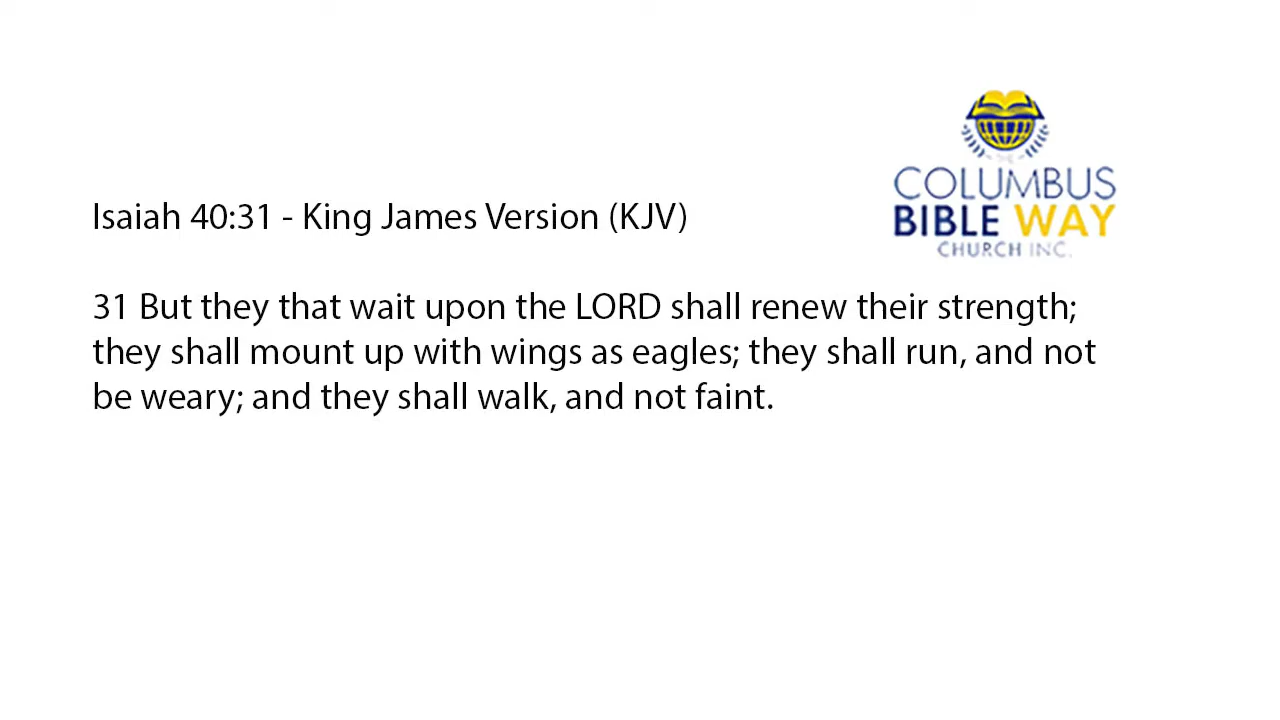 THE
COLUMBUS
BIBLE WAY
CHURCH INC.
Isaiah 40:31 - King James Version (KJV)
31 But they that wait upon the LORD shall renew their strength;
they shall mount up with wings as eagles; they shall run, and not
be weary; and they shall walk, and not faint.